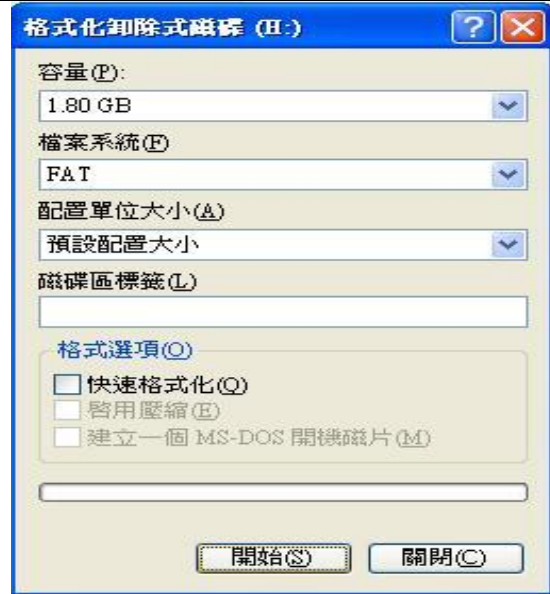 格式化卸除式磁碟 (H:)
容量(P):
1.80 GB
檔案系統(F)
FAT
配置單位大小(A)
預設配置大小
磁碟區標籤(L)
格式選項(O)
快速格式化(Q)
啓用壓縮(E)
建立一個 MS-DOS 開機磁片(M)
開始(S)
關閉(C)